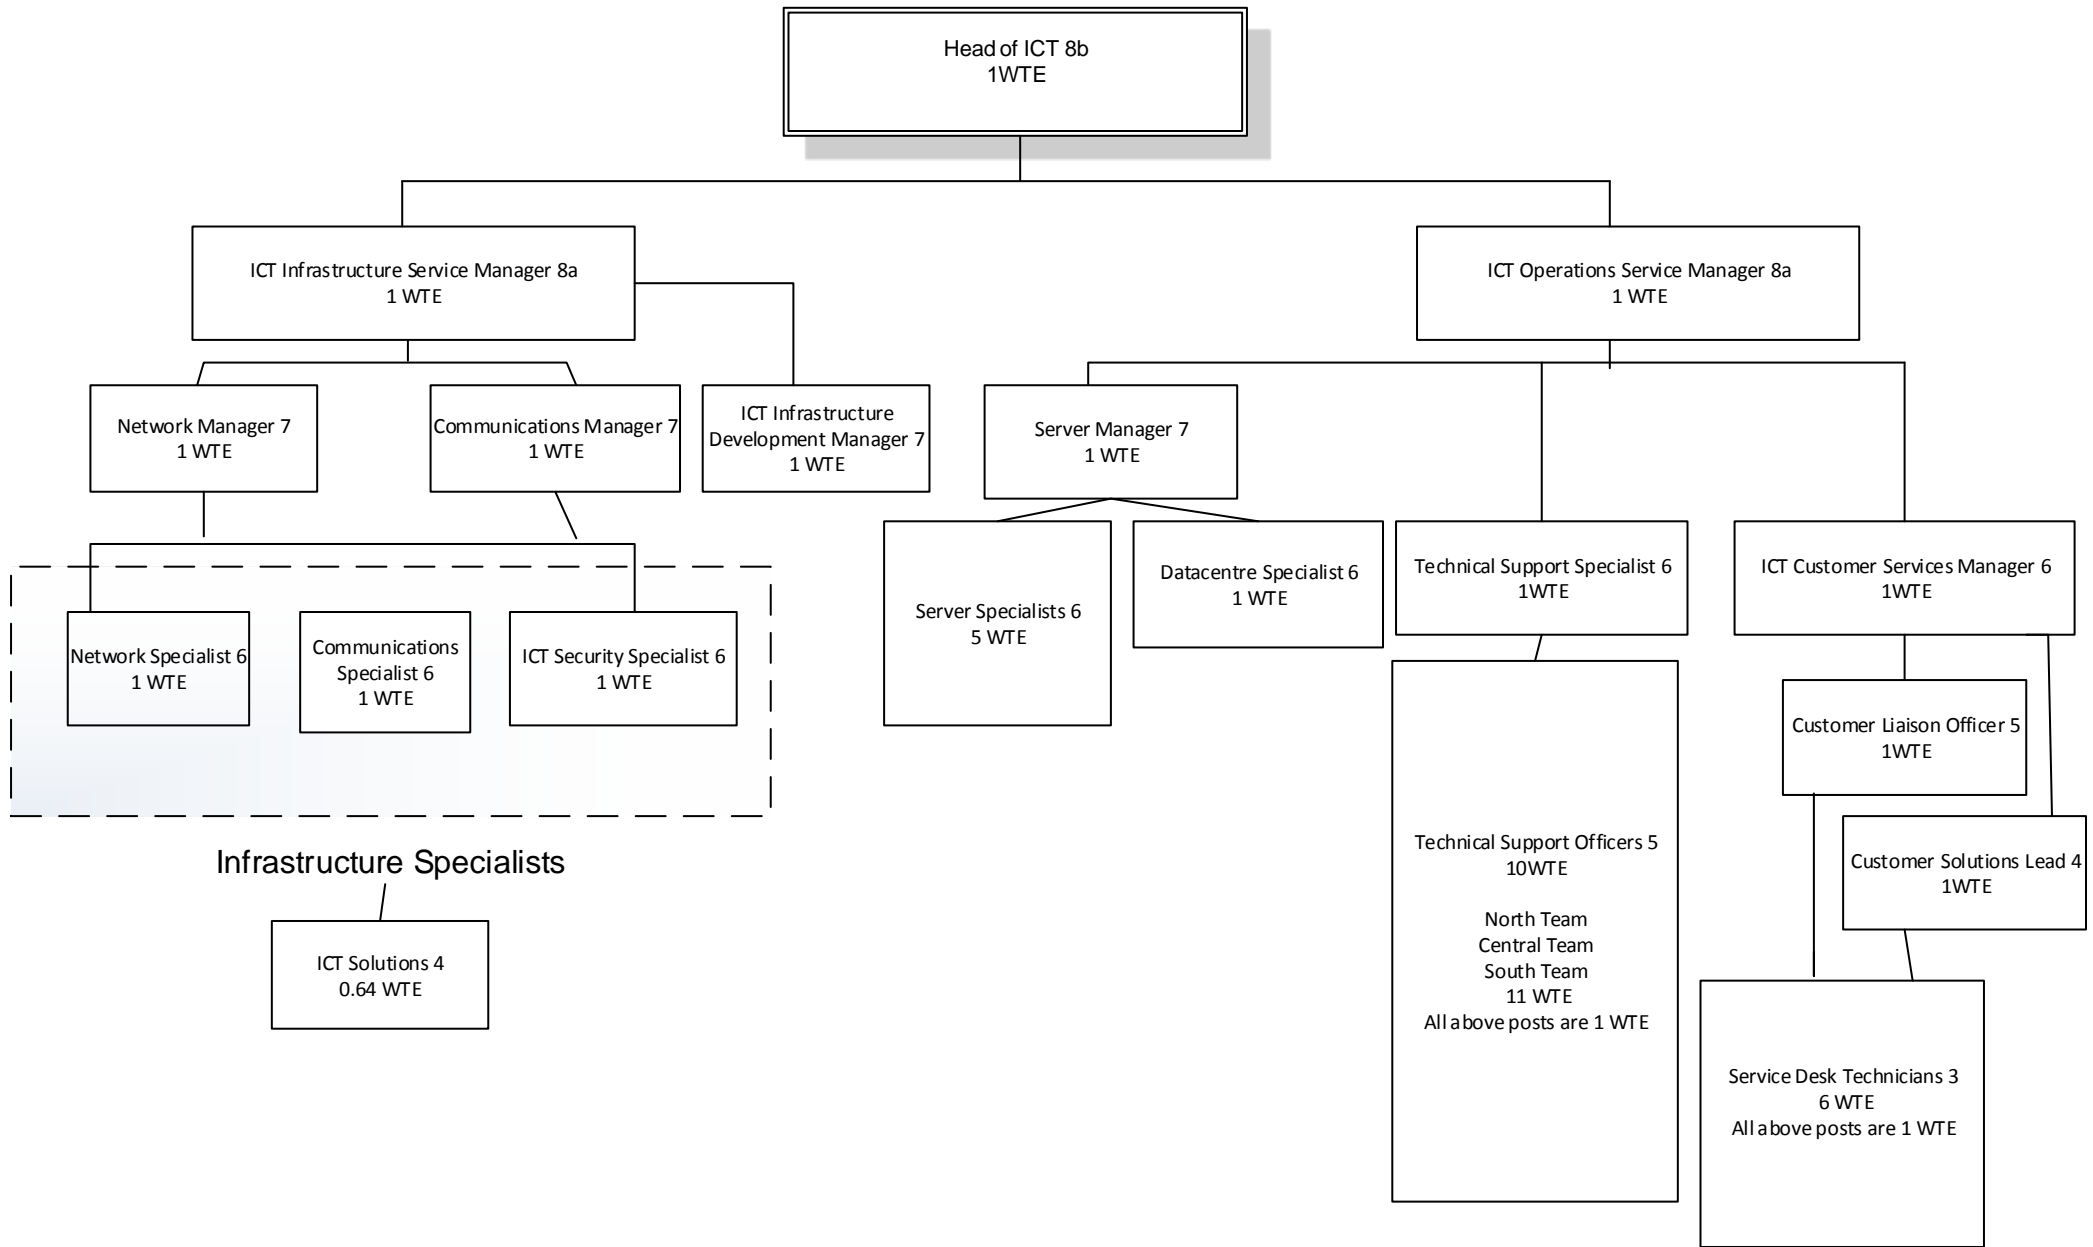 Head of ICT 8b
1WTE
ICT Infrastructure Service Manager 8a
1 WTE
ICT Operations Service Manager 8a
1 WTE
Network Manager 7
1 WTE
Communications Manager 7
1 WTE
ICT Infrastructure
Development Manager 7
1 WTE
Server Manager 7
1 WTE
Server Specialists 6
5 WTE
Datacentre Specialist 6
1 WTE
Technical Support Specialist 6
1WTE
ICT Customer Services Manager 6
1WTE
Network Specialist 6
1 WTE
Communications
Specialist 6
1 WTE
ICT Security Specialist 6
1 WTE
Infrastructure Specialists
ICT Solutions 4
0.64 WTE
Technical Support Officers 5
10WTE
North Team
Central Team
South Team
11 WTE
All above posts are 1 WTE
Customer Liaison Officer 5
1WTE
Customer Solutions Lead 4
1WTE
Service Desk Technicians 3
6 WTE
All above posts are 1 WTE